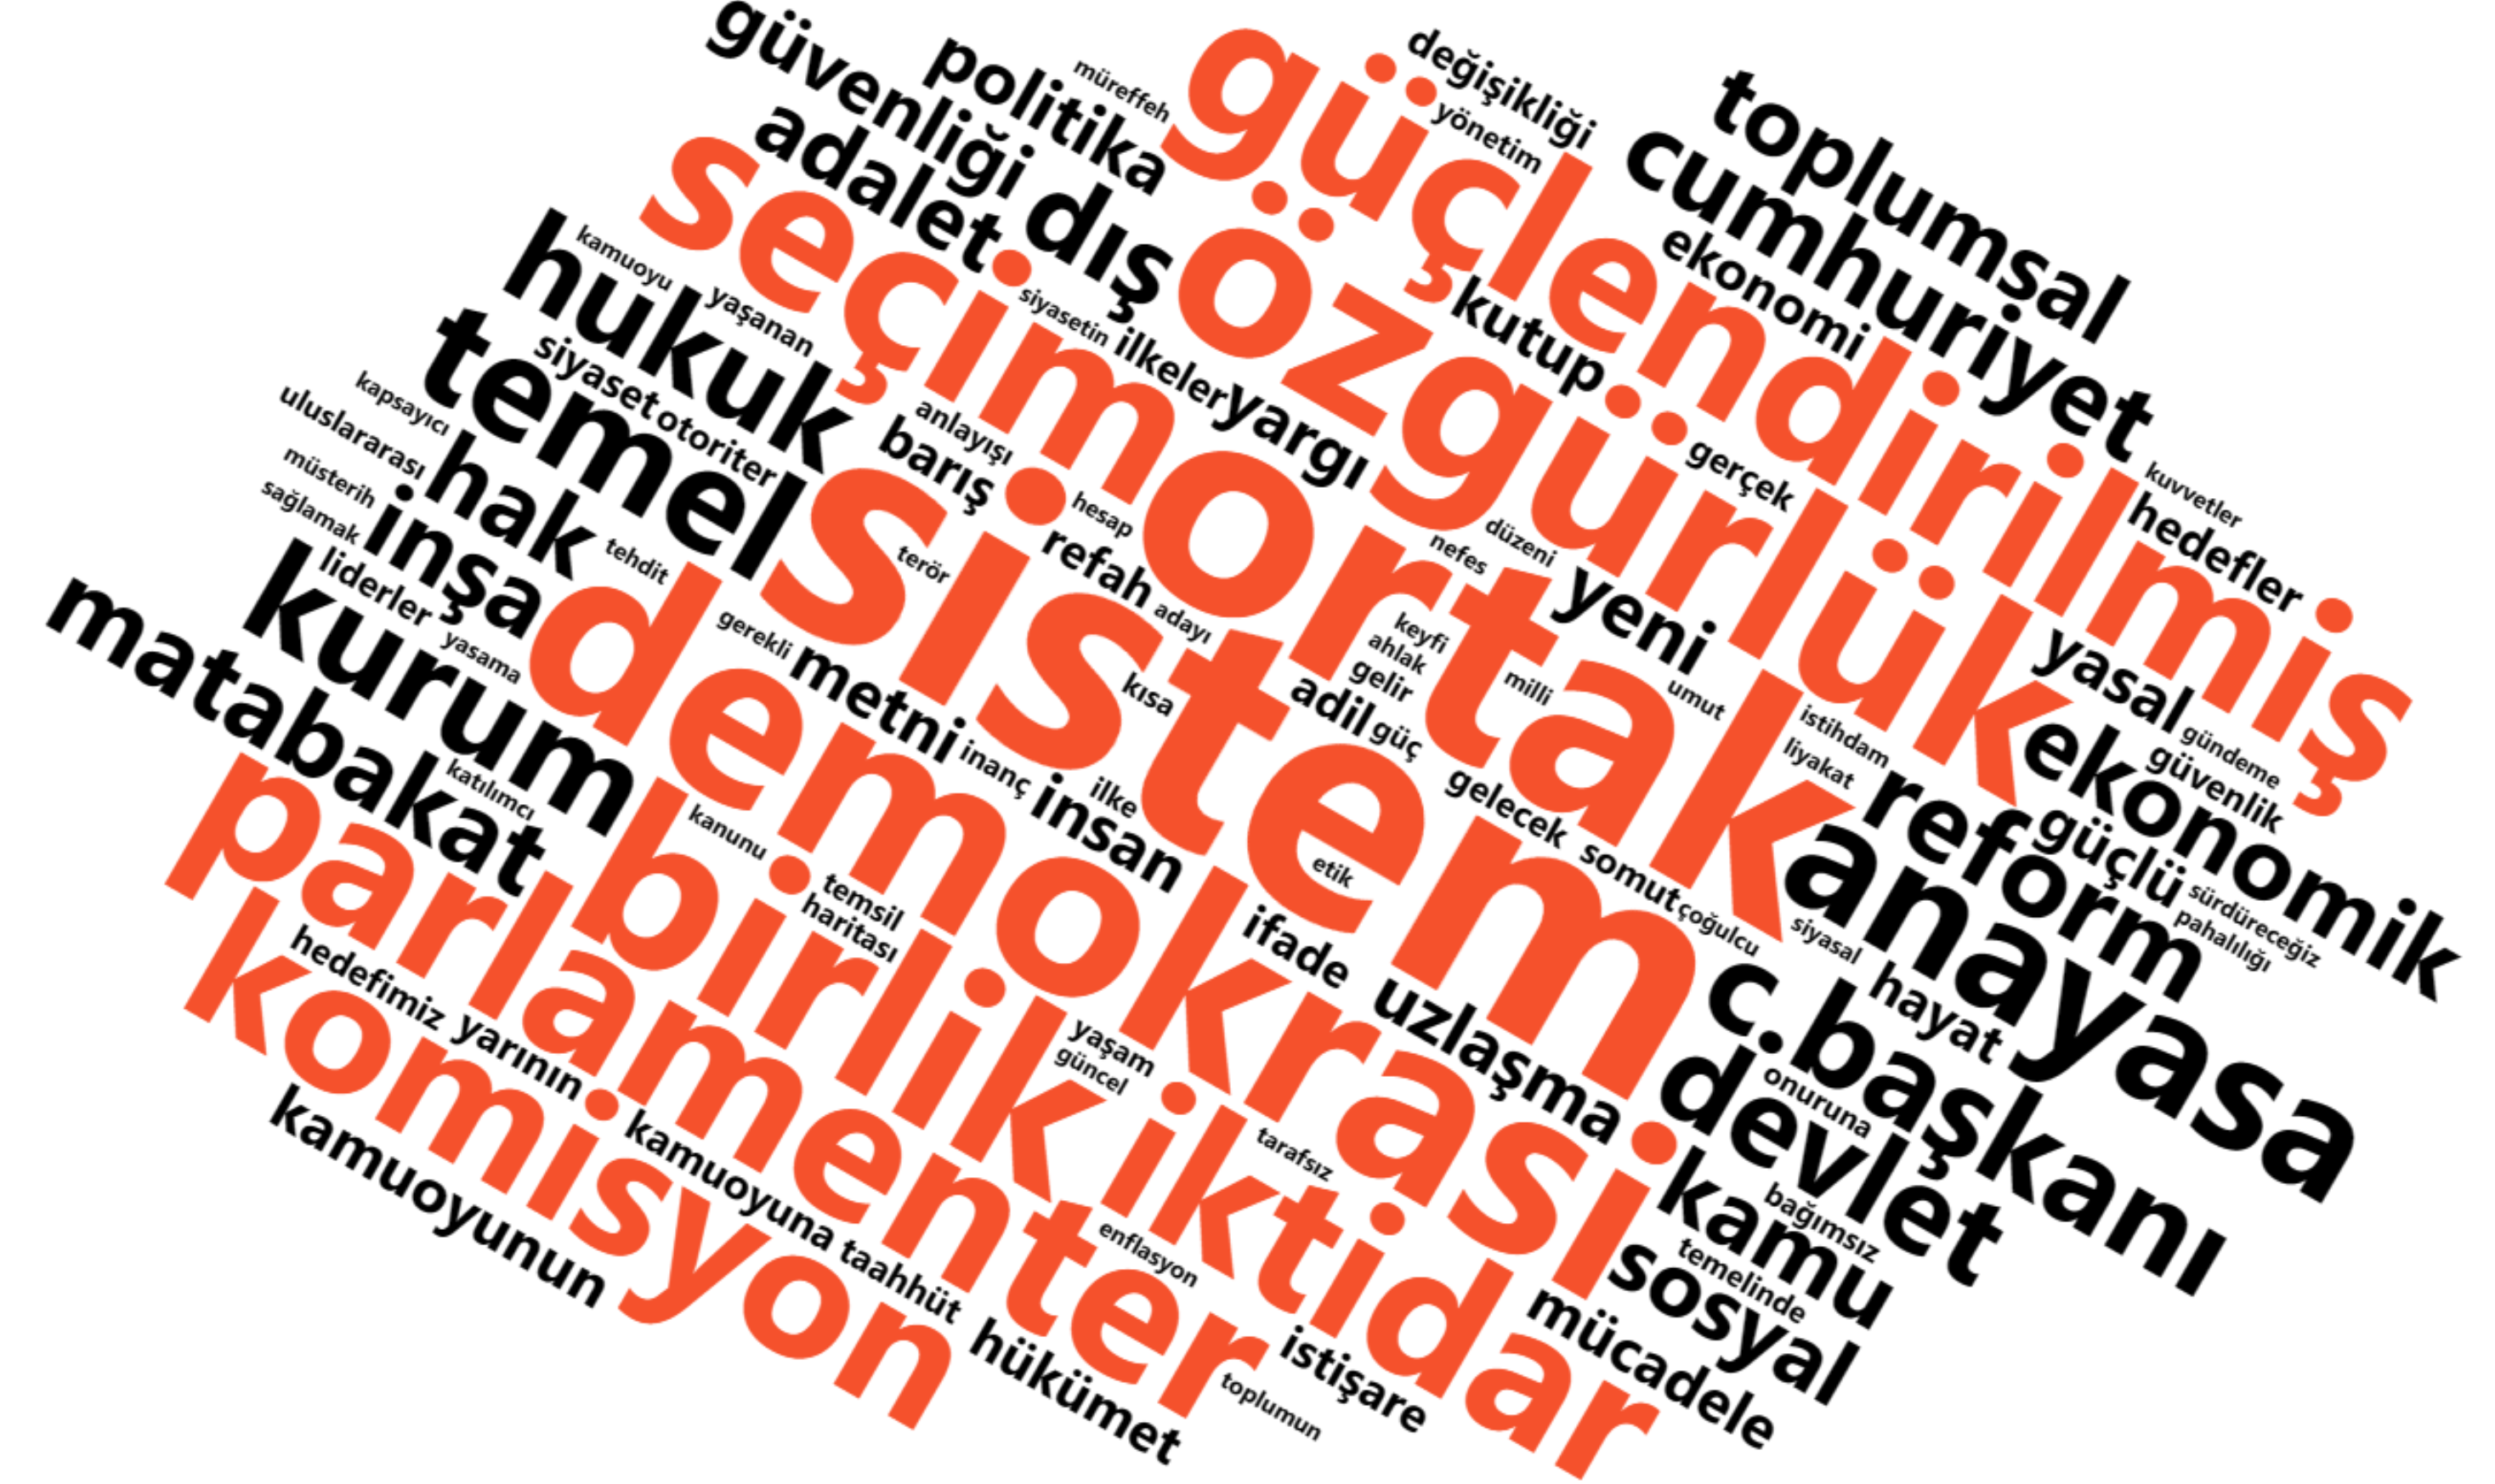 güvenliği
politika
müreffeh
güçlendirilmiş
değişikliği
yönetim
toplumsal
cumhuriyet
adalet
dış
özgürlük
ekonomi
seçim
kutup
kamuoyu
hukuk
yaşanan
siyasetin
ilkeler
yargı
gerçek
kuvvetler
hedefler
temel
siyaset
otoriter
barış
anlayışı
ortak
kapsayıcı
uluslararası
hak
sistem
hesap
düzeni
nefes
yeni
müsterih
sağlamak
inşa
tehdit
terör
refah
adayı
keyfi
ahlak
gelir
milli
umut
yasal
gündeme
güvenlik
liderler
kurum
yasama
demokrasi
gerekli
metni
kısa
adil
güç
istihdam
liyakat
ekonomik
matabakat
inanç
insan
ilke
gelecek
somut
çoğulcu
reform
güçlü
sürdüreceğiz
pahalılığı
katılımcı
birlik
kanunu
etik
anayasa
siyasal
parlamenter
temsil
haritası
ifade
uzlaşma
c.başkanı
hayat
komisyon
hedefimiz
yarının
yaşam
güncel
iktidar
devlet
onuruna
kamuoyunun
kamuoyuna
taahhüt
tarafsız
kamu
bağımsız
temelinde
enflasyon
sosyal
hükümet
istişare
mücadele
toplumun